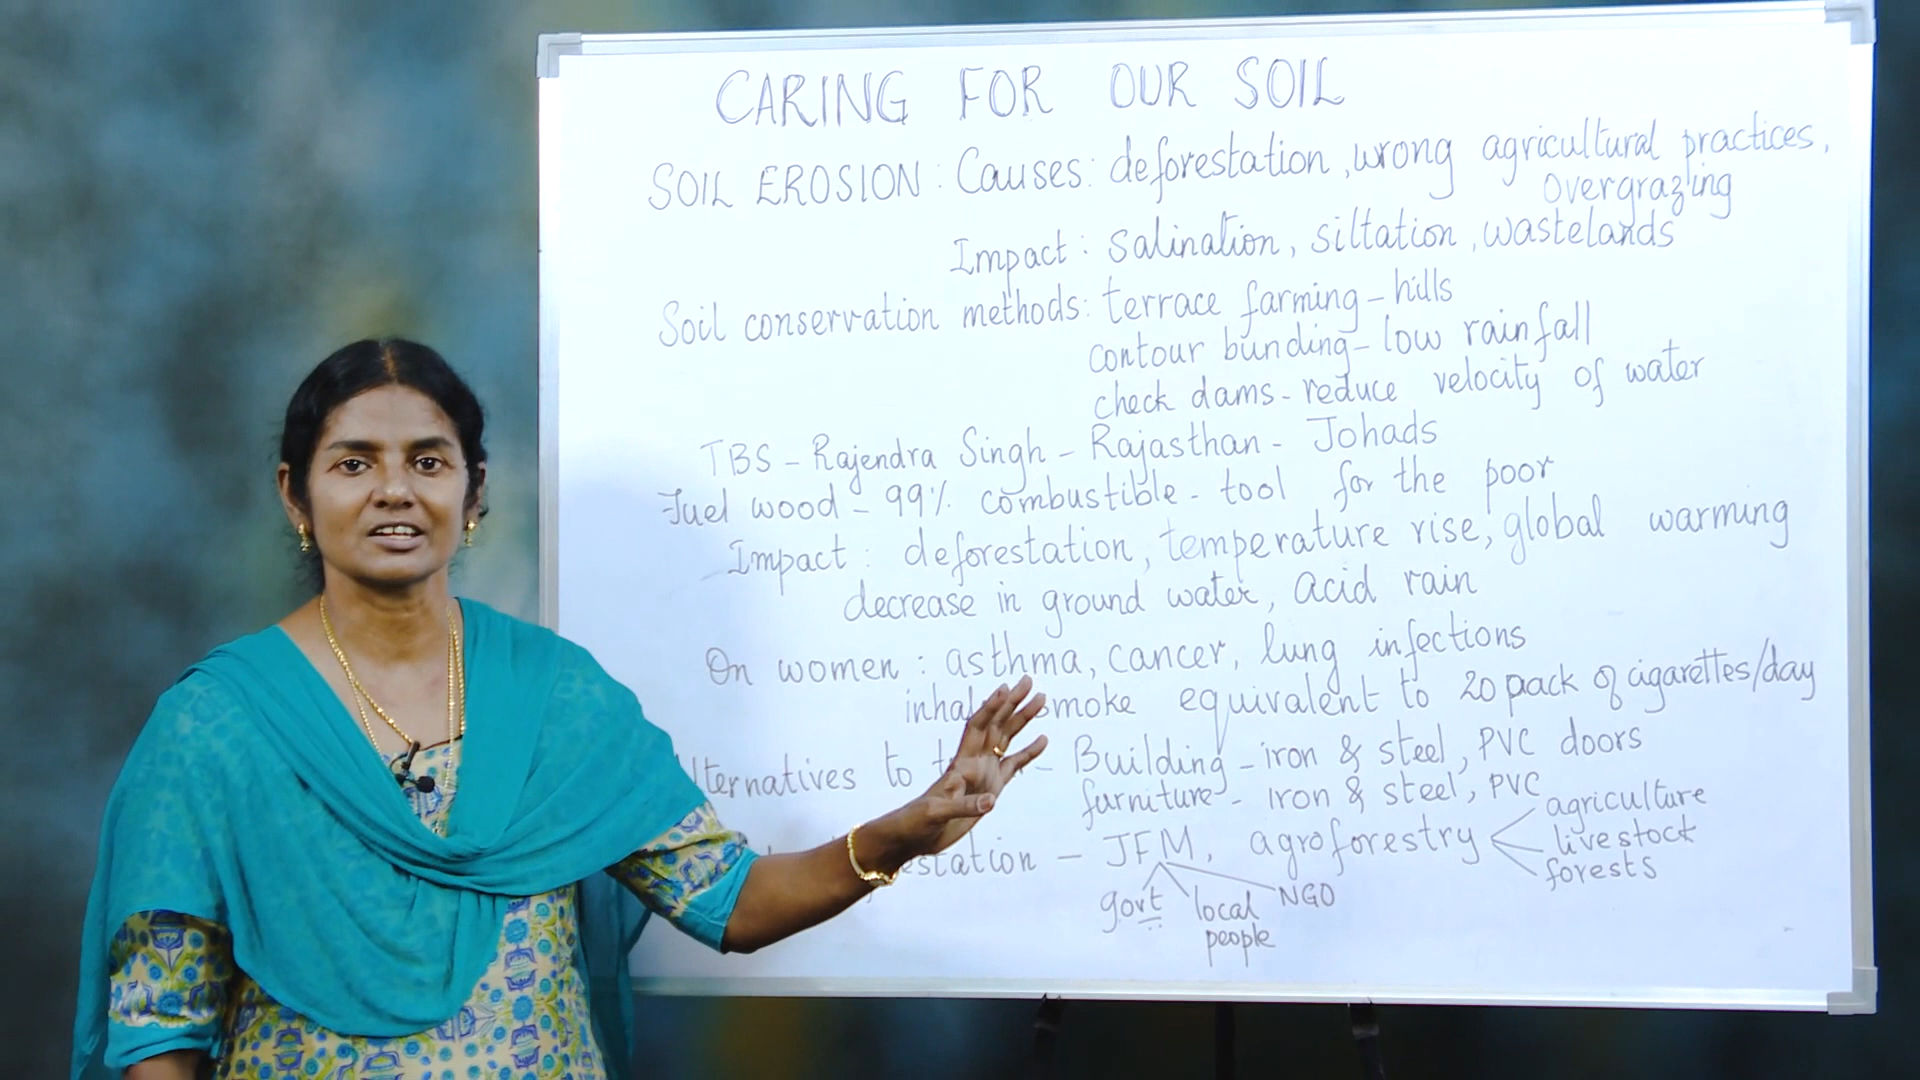 CARING FOR OUR SOIL
SOIL EROSION : Causes : deforestation, wrong agricultural practices,
overgrazing
Impact : salination, siltation, wastelands
Soil conservation methods : terrace farming - hills
contour bunding - low rainfall
check dams - reduce velocity of water
TBS - Rajendra Singh - Rajasthan - Johads
Fuel wood - 99% combustible - tool for the poor
Impact : deforestation, temperature rise, global warming
decrease in ground water, acid rain
On women : asthma, cancer, lung infections
smoke equivalent to 20 pack of cigarettes/day
to - Building - iron & steel, PVC doors
furniture - iron & steel, PVC
- JFM, agroforestry
agriculture
livestock
forests
govt local NGO
people